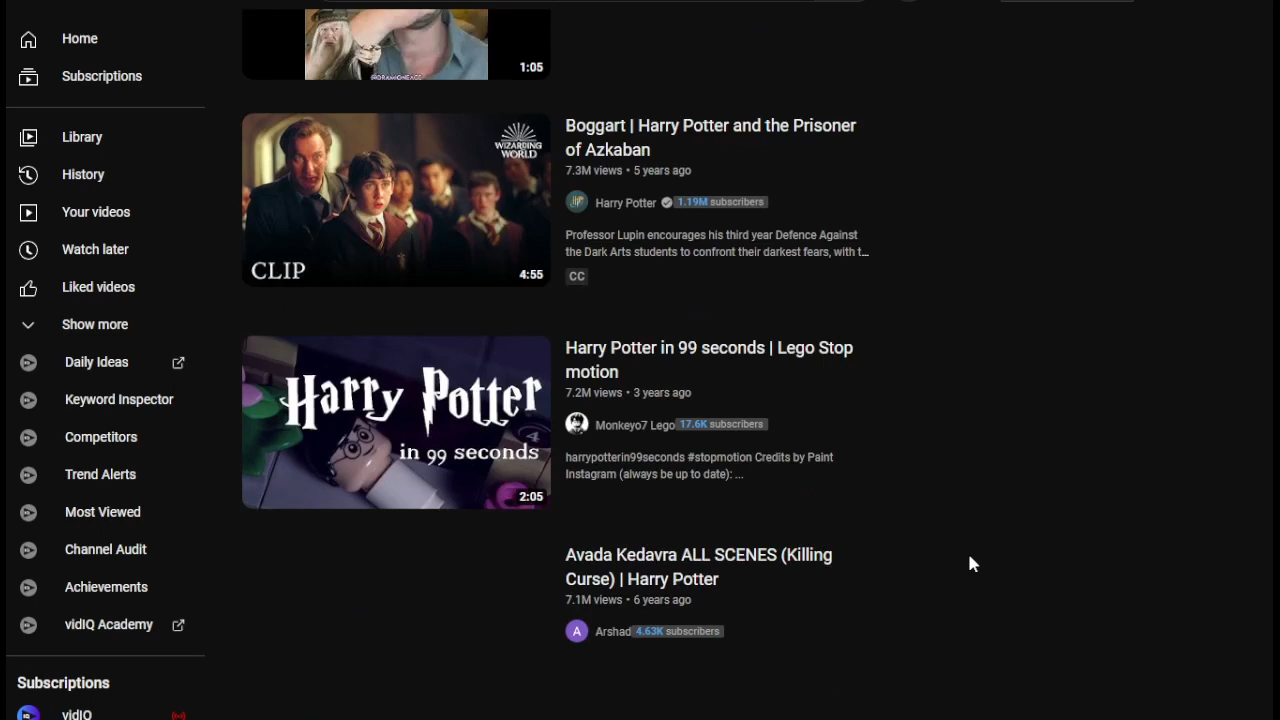 Home
Subscriptions
Library
History
Your videos
Watch later
Liked videos
Show more
Daily Ideas
Keyword Inspector
Competitors
Trend Alerts
Most Viewed
Channel Audit
Achievements
vidIQ Academy
Subscriptions
vidIQ
1:05
WIZARDING
WORLD
CLIP
4:55
Boggart | Harry Potter and the Prisoner
of Azkaban
7.3M views • 5 years ago
Harry Potter 1.19M subscribers
Professor Lupin encourages his third year Defence Against
the Dark Arts students to confront their darkest fears, with t...
CC
Harry Potter
in 99 seconds
2:05
Harry Potter in 99 seconds | Lego Stop
motion
7.2M views • 3 years ago
Monkeyo7 Lego 17.6K subscribers
harrypotterin99seconds #stopmotion Credits by Paint
Instagram (always be up to date): ...
Avada Kedavra ALL SCENES (Killing
Curse) | Harry Potter
7.1M views • 6 years ago
A Arshad 4.63K subscribers